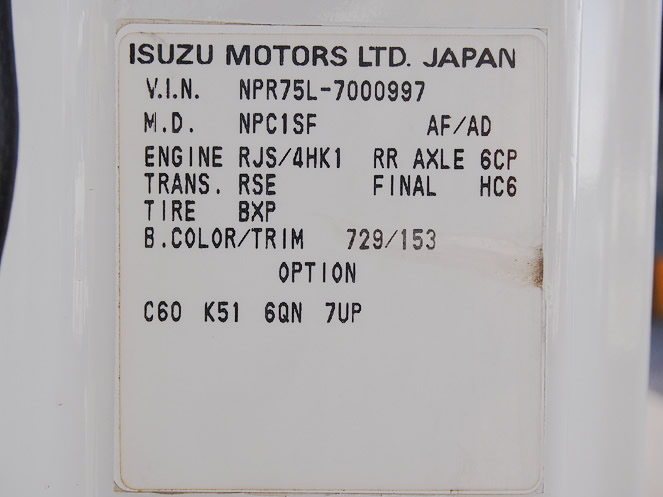 ISUZU MOTORS LTD. JAPAN
V.I.N. NPR75L-7000997
M.D. NPC1SF AF/AD
ENGINE RJS/4HK1 RR AXLE 6CP
TRANS. RSE FINAL HC6
TIRE BXP
B.COLOR/TRIM 729/153
OPTION
C60 K51 6QN 7UP